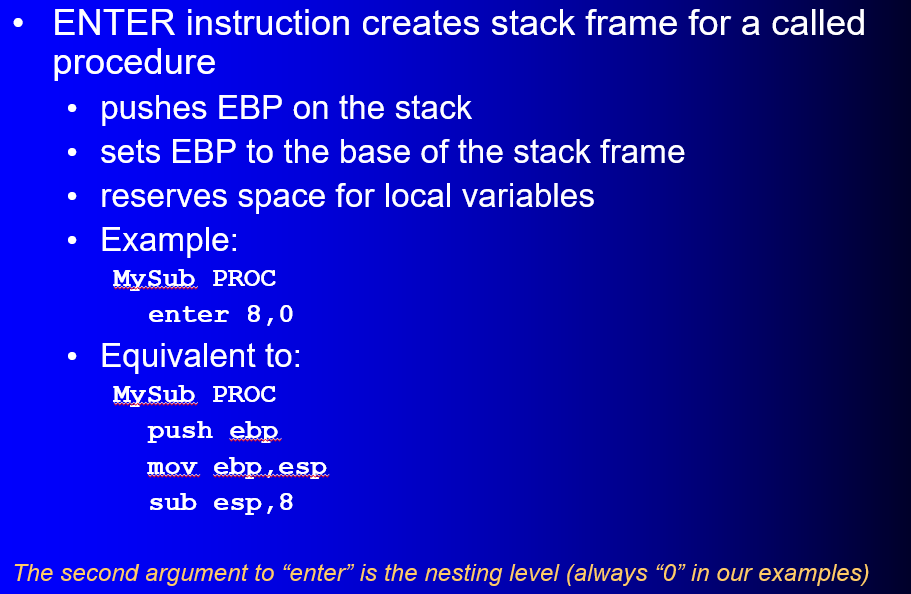 • ENTER instruction creates stack frame for a called
procedure
• pushes EBP on the stack
• sets EBP to the base of the stack frame
• reserves space for local variables
• Example:
MySub PROC
enter 8,0
• Equivalent to:
MySub PROC
push ebp
mov ebp,esp
sub esp,8
The second argument to “enter” is the nesting level (always “0” in our examples)